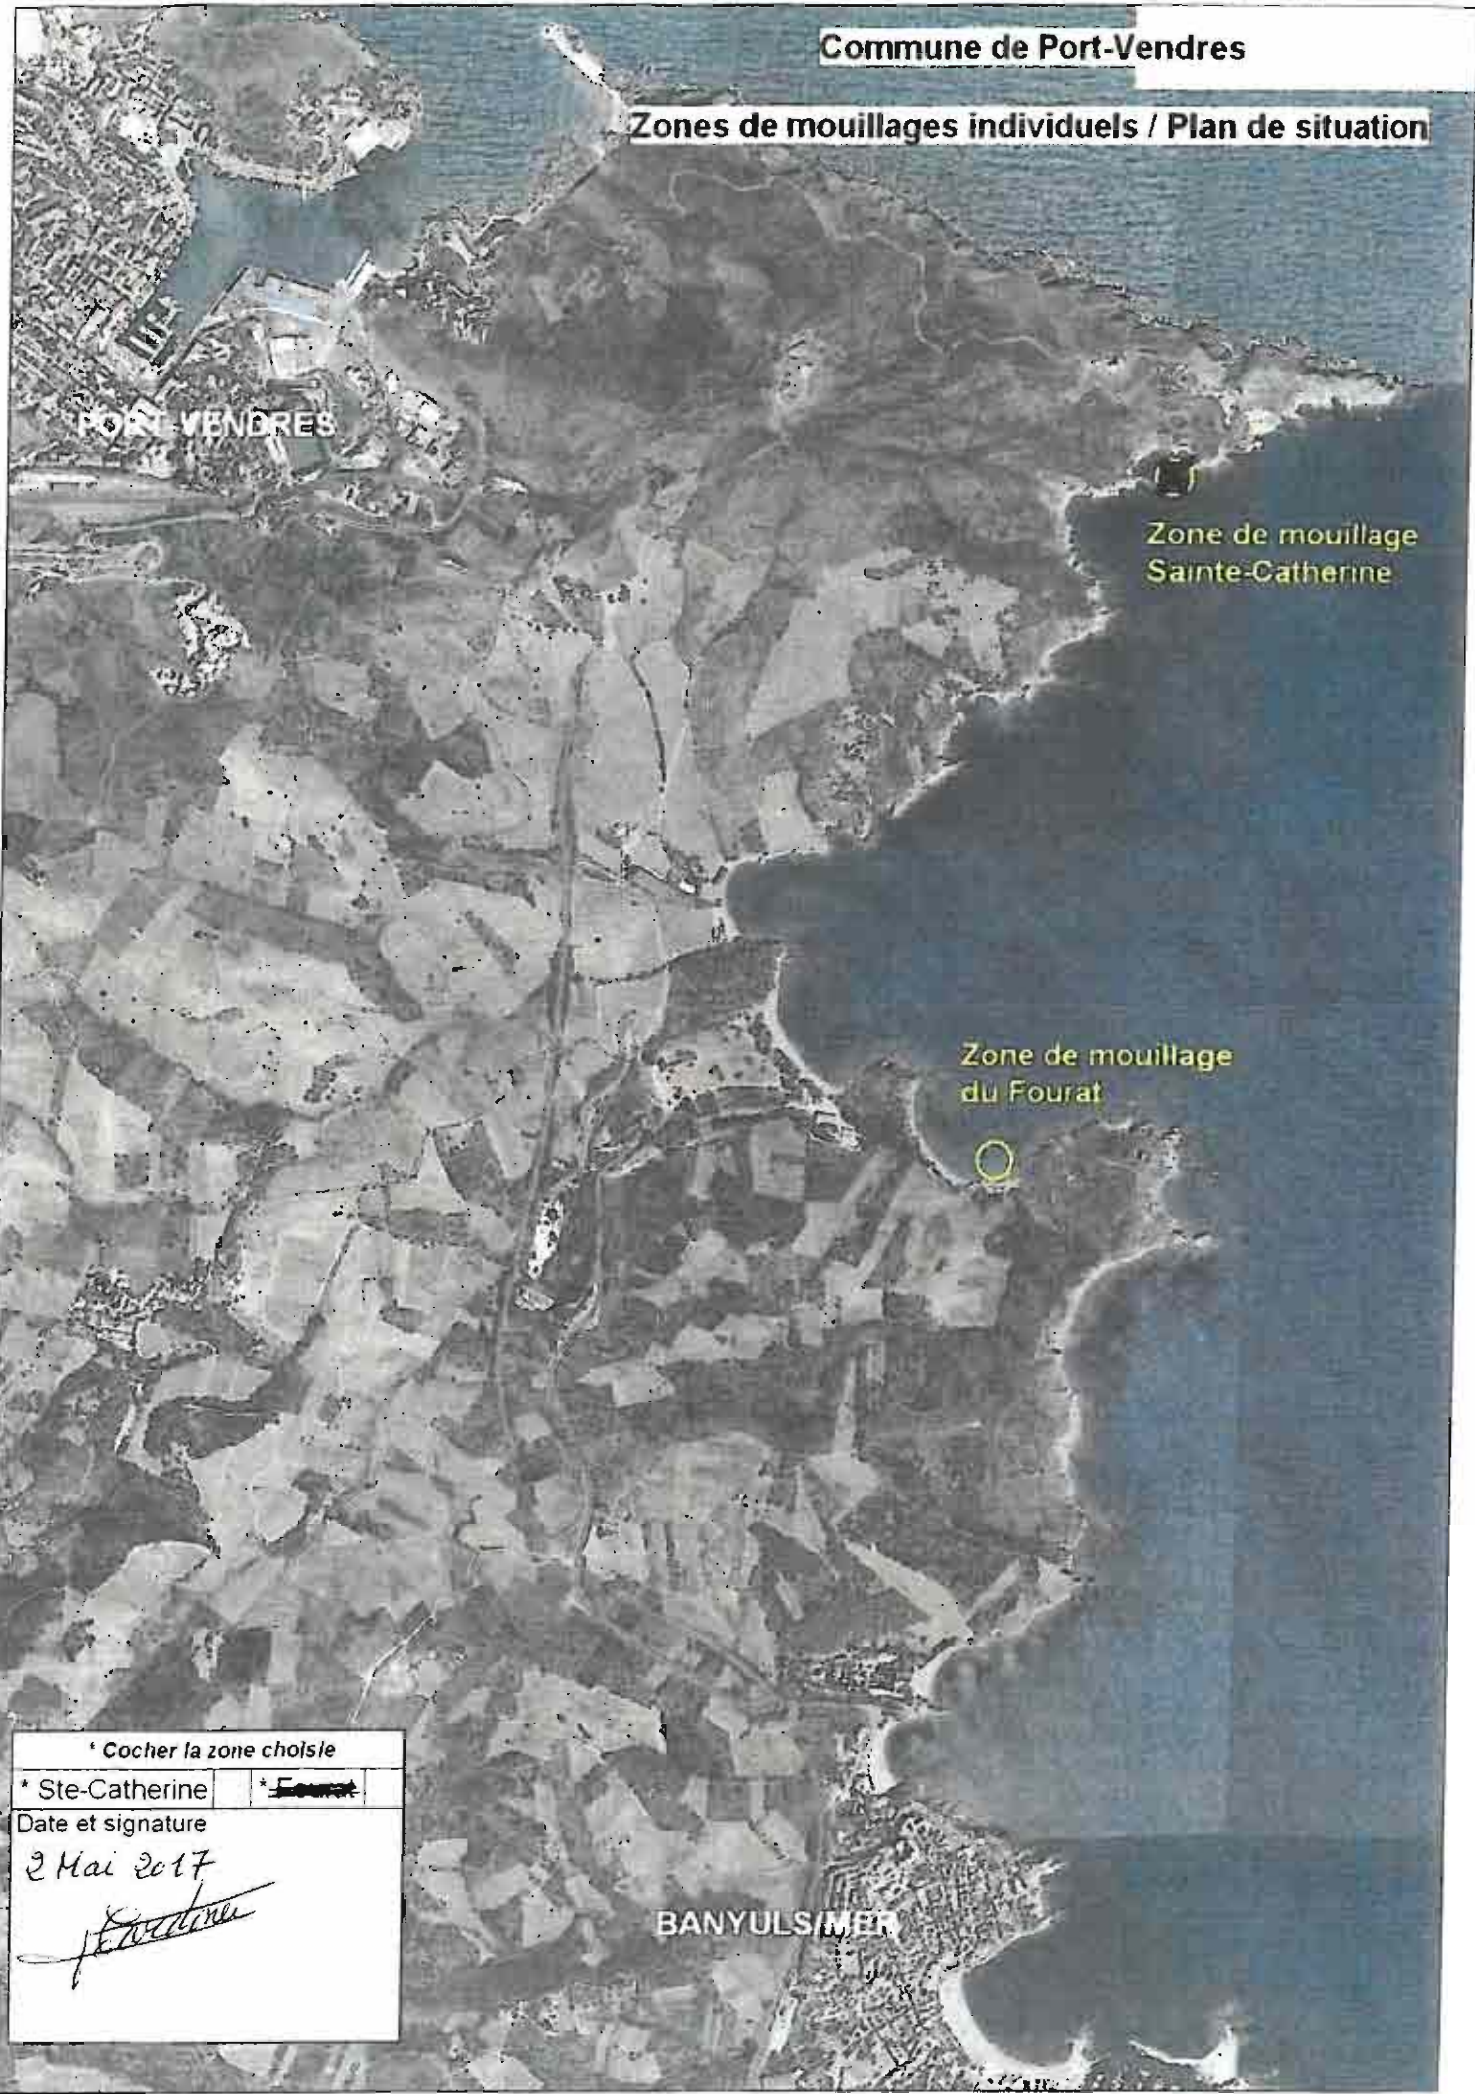 Commune de Port-Vendres
Zones de mouillages individuels / Plan de situation
PORT-VENDRES
Zone de mouillage
Sainte-Catherine
Zone de mouillage
du Fourat
* Cocher la zone choisie
* Ste-Catherine * Fourat
Date et signature
2 Mai 2017
BANYULS/MER